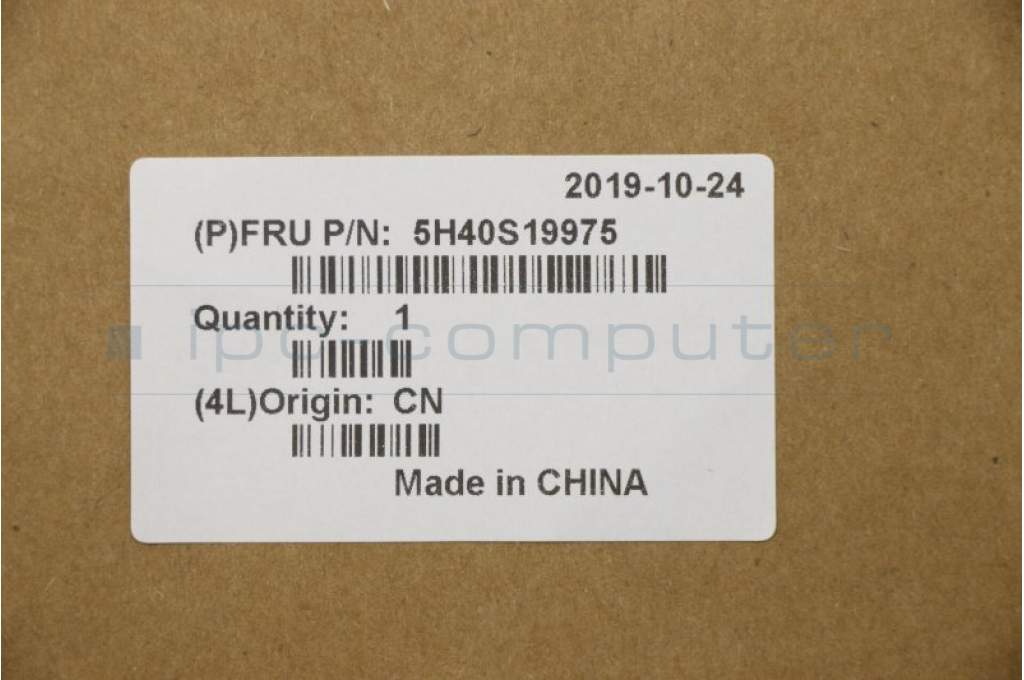 2019-10-24
(P)FRU P/N: 5H40S19975
Quantity: 1
ipc-computer
(4L)Origin: CN
Made in CHINA